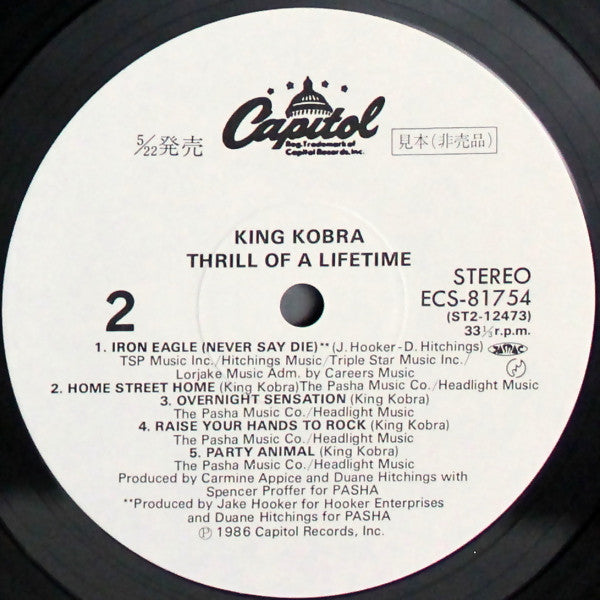 Capitol
Reg. Trademark of
Capitol Records, Inc.
5/22発売
見本(非売品)
KING KOBRA
THRILL OF A LIFETIME
2
STEREO
ECS-81754
(ST2-12473)
33⅓r.p.m.
1. IRON EAGLE (NEVER SAY DIE)** (J. Hooker-D. Hitchings)
JASRAC
TSP Music Inc./Hitchings Music/Triple Star Music Inc./
Lorjake Music Adm. by Careers Music
2. HOME STREET HOME (King Kobra)The Pasha Music Co./Headlight Music
3. OVERNIGHT SENSATION (King Kobra)
The Pasha Music Co./Headlight Music
4. RAISE YOUR HANDS TO ROCK (King Kobra)
The Pasha Music Co./Headlight Music
5. PARTY ANIMAL (King Kobra)
The Pasha Music Co./Headlight Music
Produced by Carmine Appice and Duane Hitchings with
Spencer Proffer for PASHA
**Produced by Jake Hooker for Hooker Enterprises
and Duane Hitchings for PASHA
Ⓟ 1986 Capitol Records, Inc.